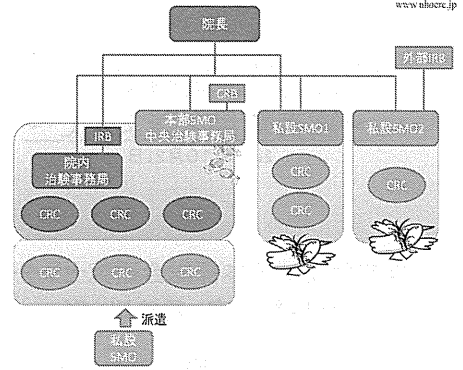 www.nhocrc.jp
院長
外部IRB
CRB
本部SMO
中央治験事務局
私設SMO1
私設SMO2
IRB
院内
治験事務局
CRC
CRC
CRC
CRC
CRC
CRC
CRC
CRC
CRC
派遣
私設
SMO